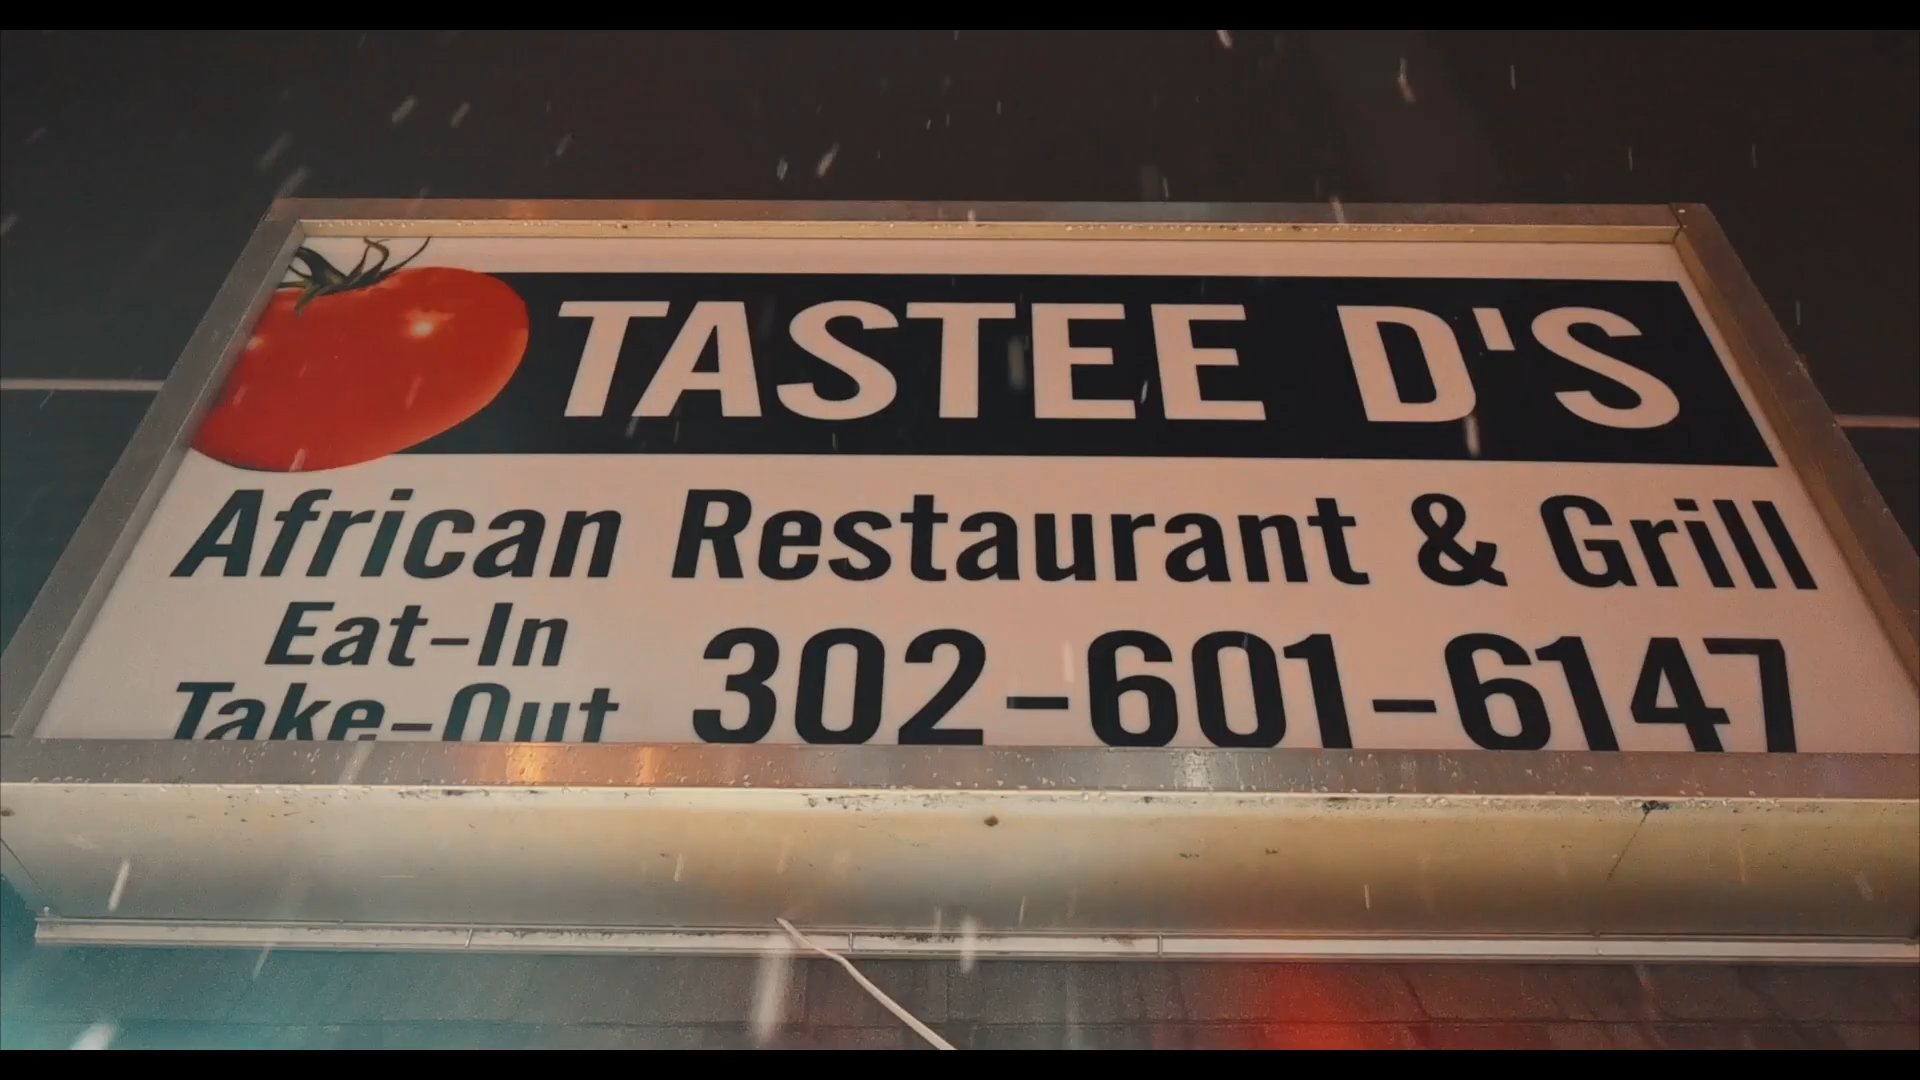 TASTEE D'S
African Restaurant & Grill
Eat-In
Take-Out
302-601-6147